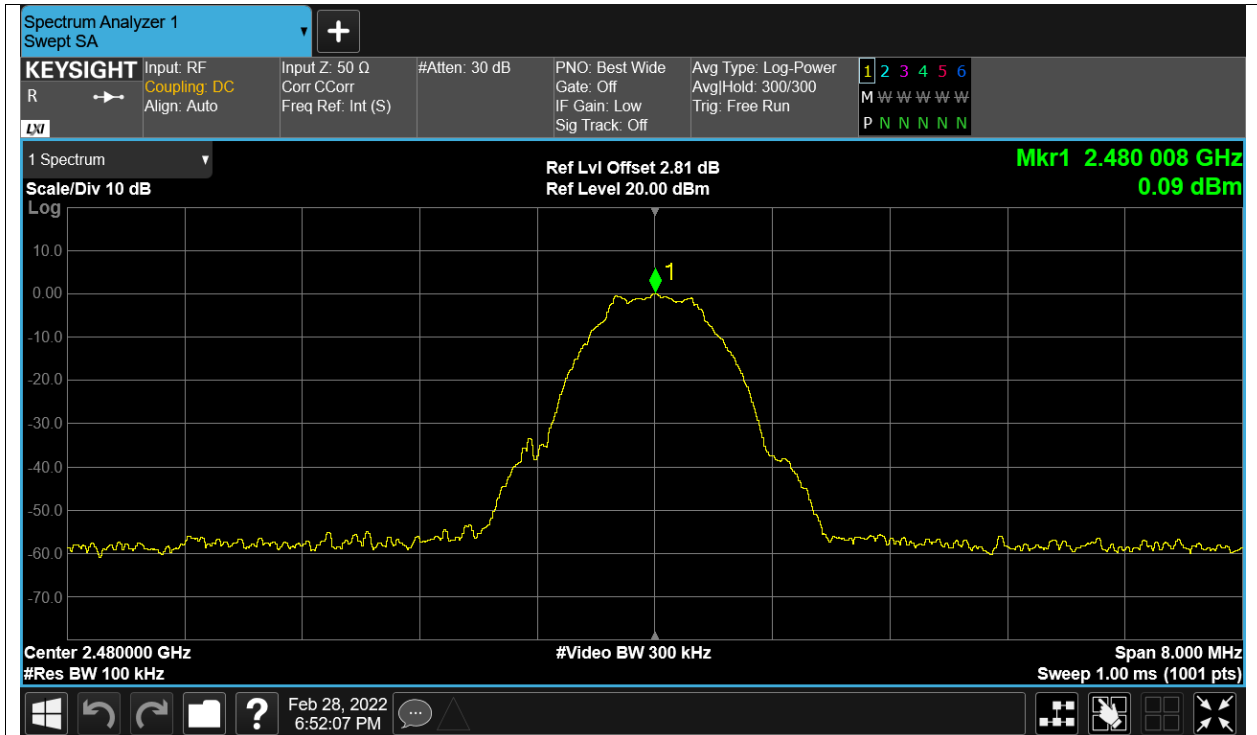 Spectrum Analyzer 1
Swept SA
KEYSIGHT
R
LXI
Input: RF
Coupling: DC
Align: Auto
Input Z: 50 Ω
Corr CCorr
Freq Ref: Int (S)
#Atten: 30 dB
PNO: Best Wide
Gate: Off
IF Gain: Low
Sig Track: Off
Avg Type: Log-Power
Avg|Hold: 300/300
Trig: Free Run
1 2 3 4 5 6
M W W W W W
P N N N N N
1 Spectrum
Scale/Div 10 dB
Log
Ref Lvl Offset 2.81 dB
Ref Level 20.00 dBm
Mkr1 2.480 008 GHz
0.09 dBm
1
10.0
0.00
-10.0
-20.0
-30.0
-40.0
-50.0
-60.0
-70.0
Center 2.480000 GHz
#Res BW 100 kHz
#Video BW 300 kHz
Span 8.000 MHz
Sweep 1.00 ms (1001 pts)
?
Feb 28, 2022
6:52:07 PM